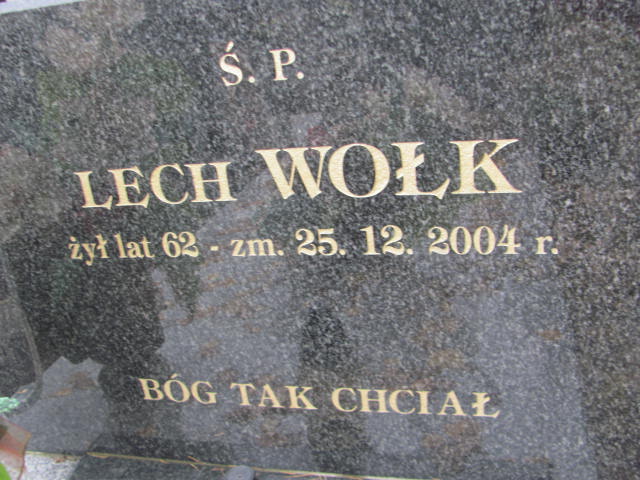 Ś. P.
LECH WOŁK
żył lat 62 - zm. 25. 12. 2004 r.
BÓG TAK CHCIAŁ